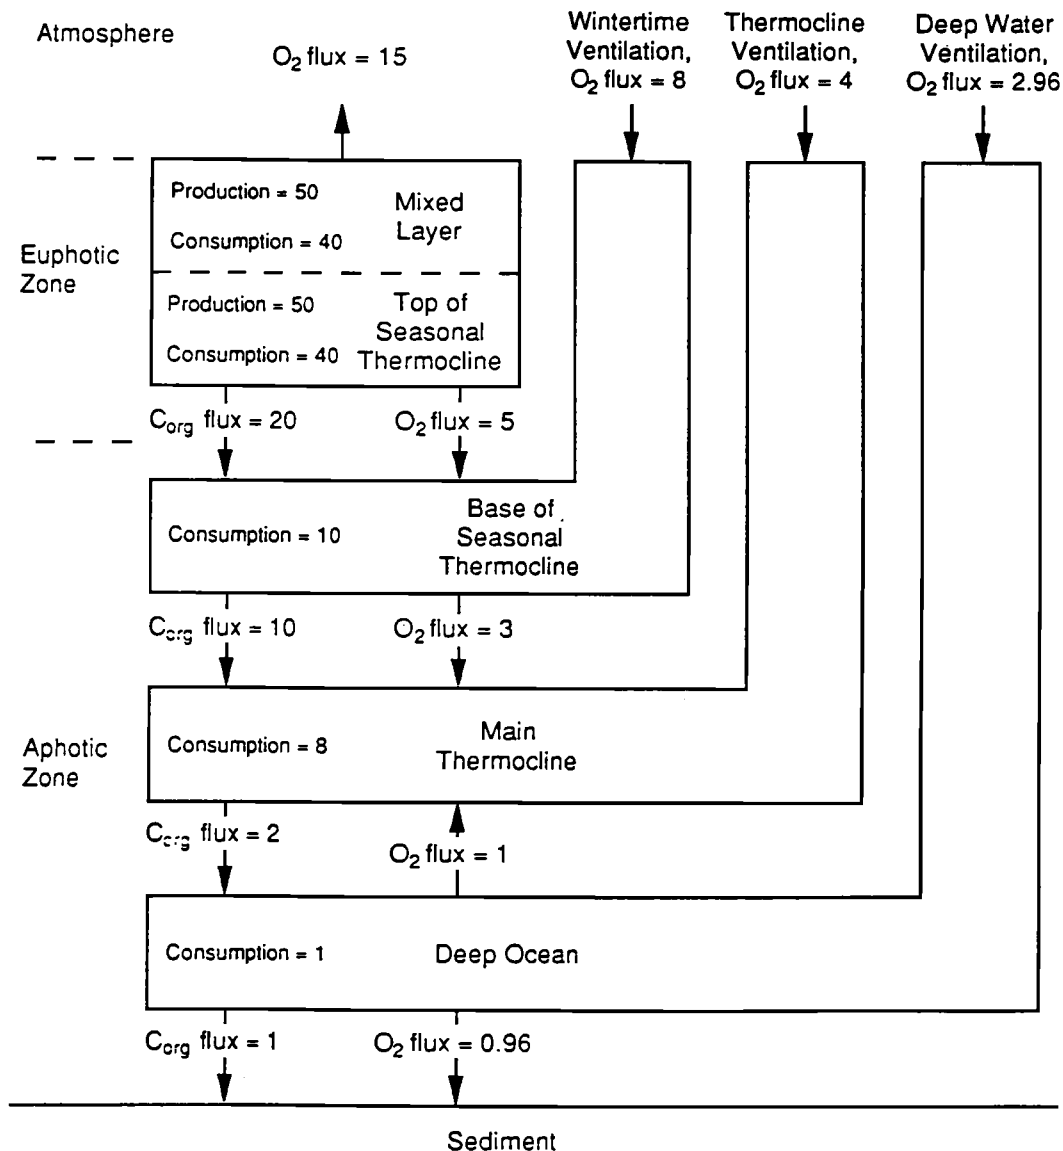 Atmosphere
O2 flux = 15
Wintertime
Ventilation,
O2 flux = 8
Thermocline
Ventilation,
O2 flux = 4
Deep Water
Ventilation,
O2 flux = 2.96
Euphotic
Zone
Production = 50
Consumption = 40
Mixed
Layer
Production = 50
Consumption = 40
Top of
Seasonal
Thermocline
Corg flux = 20
O2 flux = 5
Consumption = 10
Base of
Seasonal
Thermocline
Corg flux = 10
O2 flux = 3
Aphotic
Zone
Consumption = 8
Main
Thermocline
Corg flux = 2
O2 flux = 1
Consumption = 1
Deep Ocean
Corg flux = 1
O2 flux = 0.96
Sediment